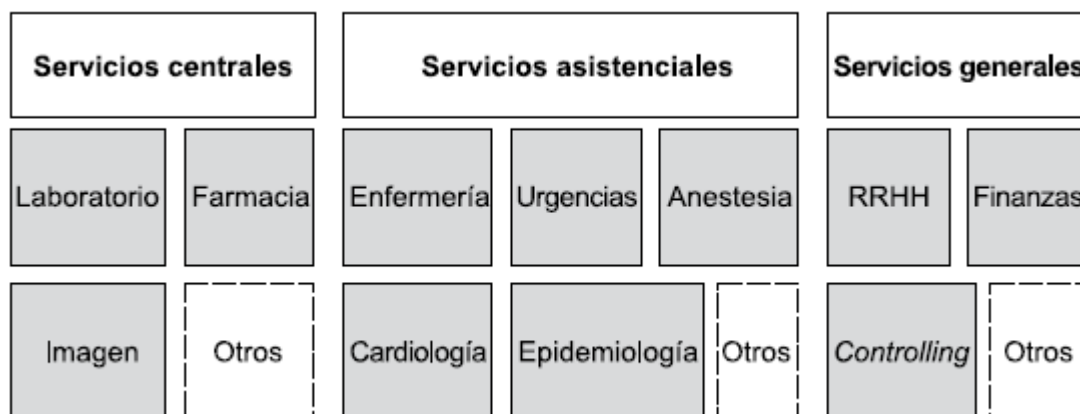 Servicios centrales
Servicios asistenciales
Servicios generales
Laboratorio
Farmacia
Enfermería
Urgencias
Anestesia
RRHH
Finanzas
Imagen
Otros
Cardiología
Epidemiología
Otros
Controlling
Otros